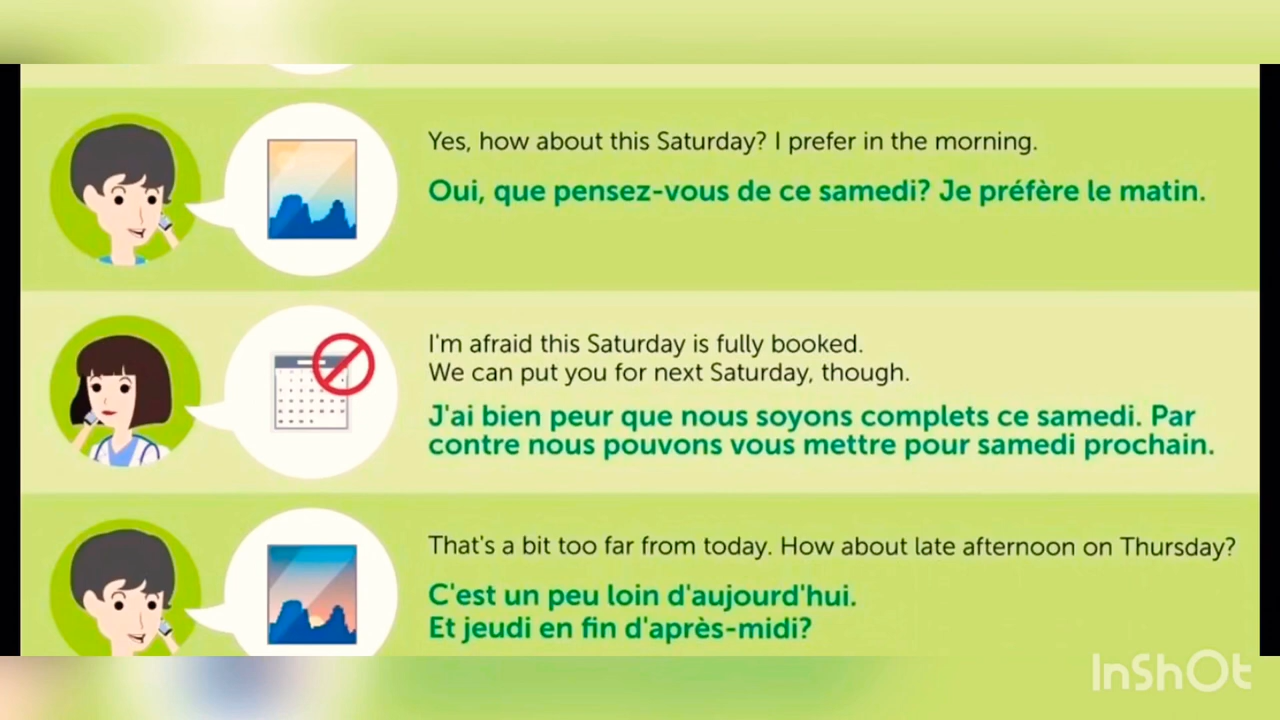 Yes, how about this Saturday? I prefer in the morning.
Oui, que pensez-vous de ce samedi? Je préfère le matin.
I'm afraid this Saturday is fully booked.
We can put you for next Saturday, though.
J'ai bien peur que nous soyons complets ce samedi. Par
contre nous pouvons vous mettre pour samedi prochain.
That's a bit too far from today. How about late afternoon on Thursday?
C'est un peu loin d'aujourd'hui.
Et jeudi en fin d'après-midi?
InShOt